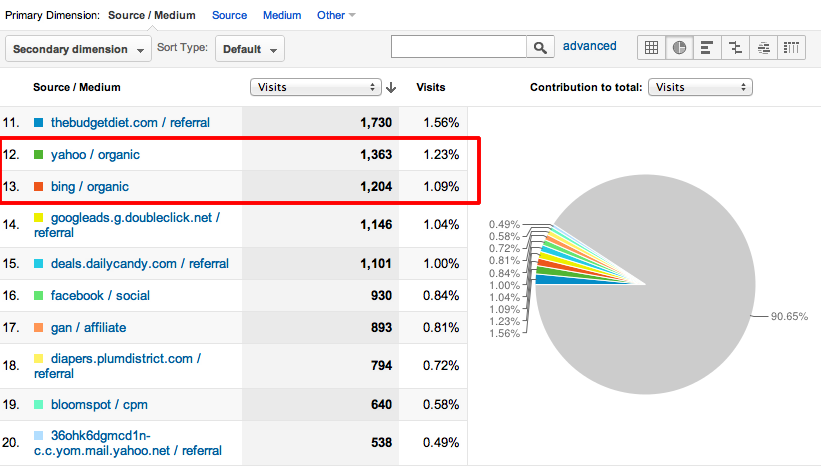 Primary Dimension: Source / Medium Source Medium Other
Secondary dimension Sort Type: Default advanced
Source / Medium Visits Visits Contribution to total: Visits
11. thebudgetdiet.com / referral 1,730 1.56%
12. yahoo / organic 1,363 1.23%
13. bing / organic 1,204 1.09%
14. googleads.g.doubleclick.net / referral 1,146 1.04%
15. deals.dailycandy.com / referral 1,101 1.00%
16. facebook / social 930 0.84%
17. gan / affiliate 893 0.81%
18. diapers.plumdistrict.com / referral 794 0.72%
19. bloomspot / cpm 640 0.58%
20. 36ohk6dgmcd1n-c.c.yom.mail.yahoo.net / referral 538 0.49%
0.49%
0.58%
0.72%
0.81%
0.84%
1.00%
1.04%
1.09%
1.23%
1.56%
90.65%